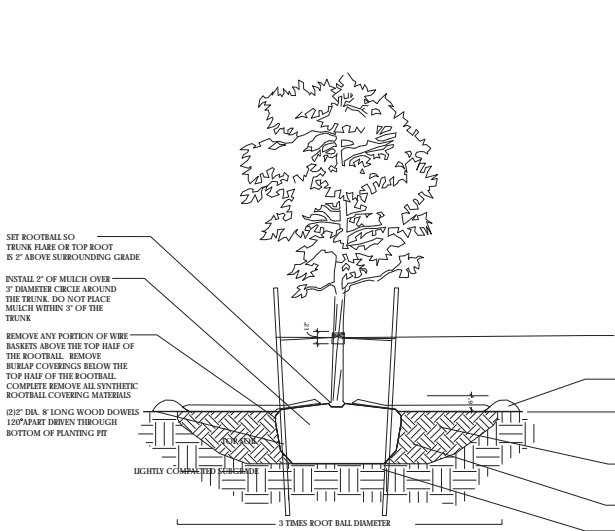 12"
SET ROOTBALL SO
TRUNK FLARE OR TOP ROOT
IS 2" ABOVE SURROUNDING GRADE
INSTALL 2" OF MULCH OVER
3" DIAMETER CIRCLE AROUND
THE TRUNK. DO NOT PLACE
MULCH WITHIN 3" OF THE
TRUNK
REMOVE ANY PORTION OF WIRE
BASKETS ABOVE THE TOP HALF OF
THE ROOTBALL. REMOVE
BURLAP COVERINGS BELOW THE
TOP HALF OF THE ROOTBALL.
COMPLETE REMOVE ALL SYNTHETIC
ROOTBALL COVERING MATERIALS
6"
(2)2" DIA. 8' LONG WOOD DOWELS
120°APART DRIVEN THROUGH
BOTTOM OF PLANTING PIT
TOP SOIL
LIGHTLY COMPACTED SUBGRADE
3 TIMES ROOT BALL DIAMETER